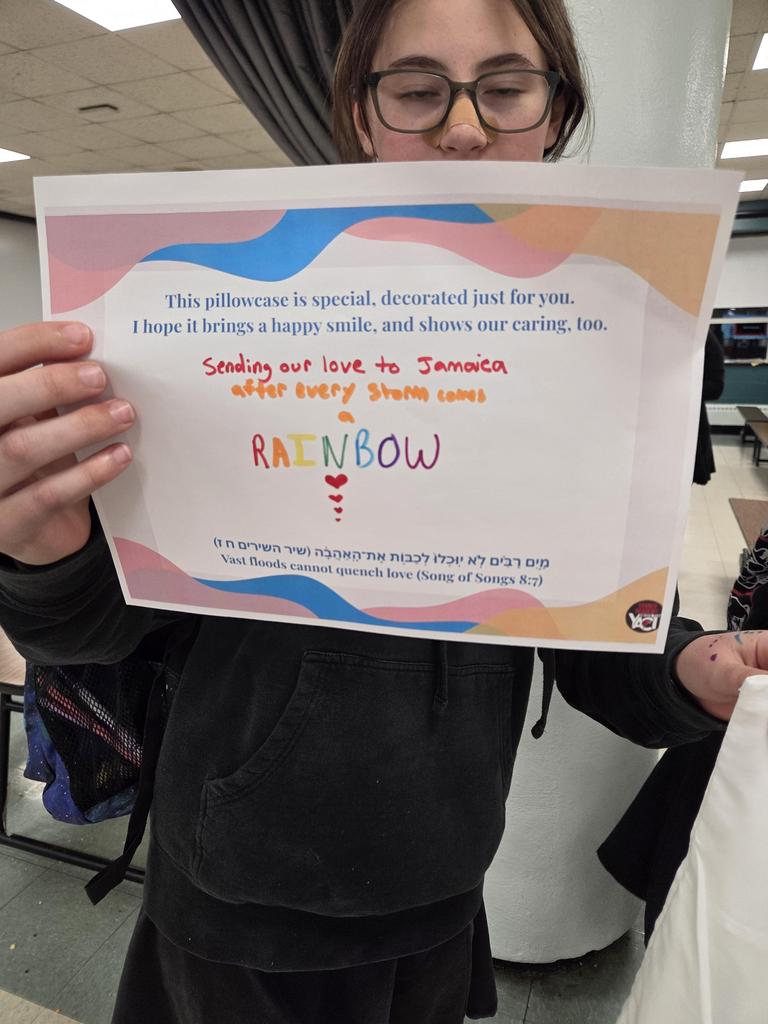 This pillowcase is special, decorated just for you.
I hope it brings a happy smile, and shows our caring, too.
Sending our love to Jamaica
after every storm comes
a
RAINBOW
מַיִם רַבִּים לֹא יוּכְלוּ לְכַבּוֹת אֶת־הָאַהֲבָה (שיר השירים ח ז)
Vast floods cannot quench love (Song of Songs 8:7)
YACT